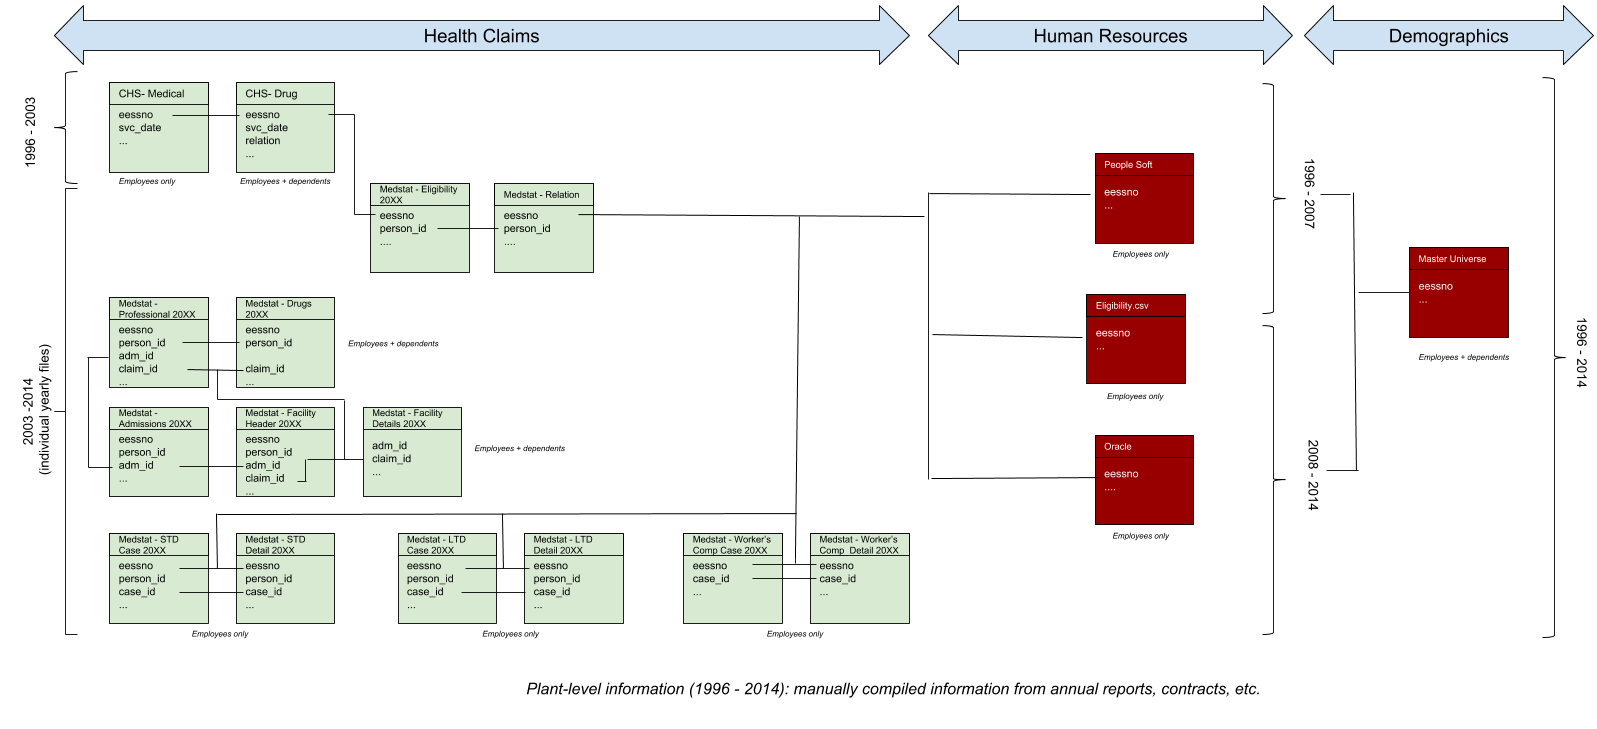 Health Claims
Human Resources
Demographics
1996 - 2003
CHS- Medical
eessno
svc_date
...
Employees only
CHS- Drug
eessno
svc_date
relation
...
Employees + dependents
2003 -2014
(individual yearly files)
Medstat - Eligibility
20XX
eessno
person_id
....
Medstat - Relation
eessno
person_id
....
Medstat -
Professional 20XX
eessno
person_id
adm_id
claim_id
...
Medstat - Drugs
20XX
eessno
person_id
claim_id
...
Employees + dependents
Medstat -
Admissions 20XX
eessno
person_id
adm_id
...
Medstat - Facility
Header 20XX
eessno
person_id
adm_id
claim_id
...
Medstat - Facility
Details 20XX
adm_id
claim_id
...
Employees + dependents
Medstat - STD
Case 20XX
eessno
person_id
case_id
...
Medstat - STD
Detail 20XX
eessno
person_id
case_id
...
Employees only
Medstat - LTD
Case 20XX
eessno
person_id
case_id
...
Medstat - LTD
Detail 20XX
eessno
person_id
case_id
...
Employees only
Medstat - Worker's
Comp Case 20XX
eessno
case_id
...
Medstat - Worker's
Comp Detail 20XX
eessno
case_id
...
Employees only
People Soft
eessno
...
Employees only
Eligibility.csv
eessno
...
Employees only
Oracle
eessno
....
Employees only
1996 - 2007
2008 - 2014
Master Universe
eessno
...
Employees + dependents
1996 - 2014
Plant-level information (1996 - 2014): manually compiled information from annual reports, contracts, etc.